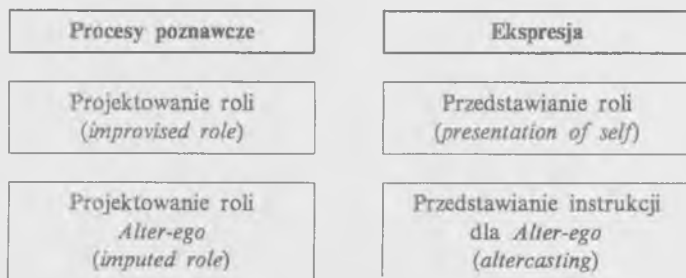 Procesy poznawcze
Ekspresja
Projektowanie roli
(improvised role)
Przedstawianie roli
(presentation of self)
Projektowanie roli
Alter-ego
(imputed role)
Przedstawianie instrukcji
dla Alter-ego
(altercasting)